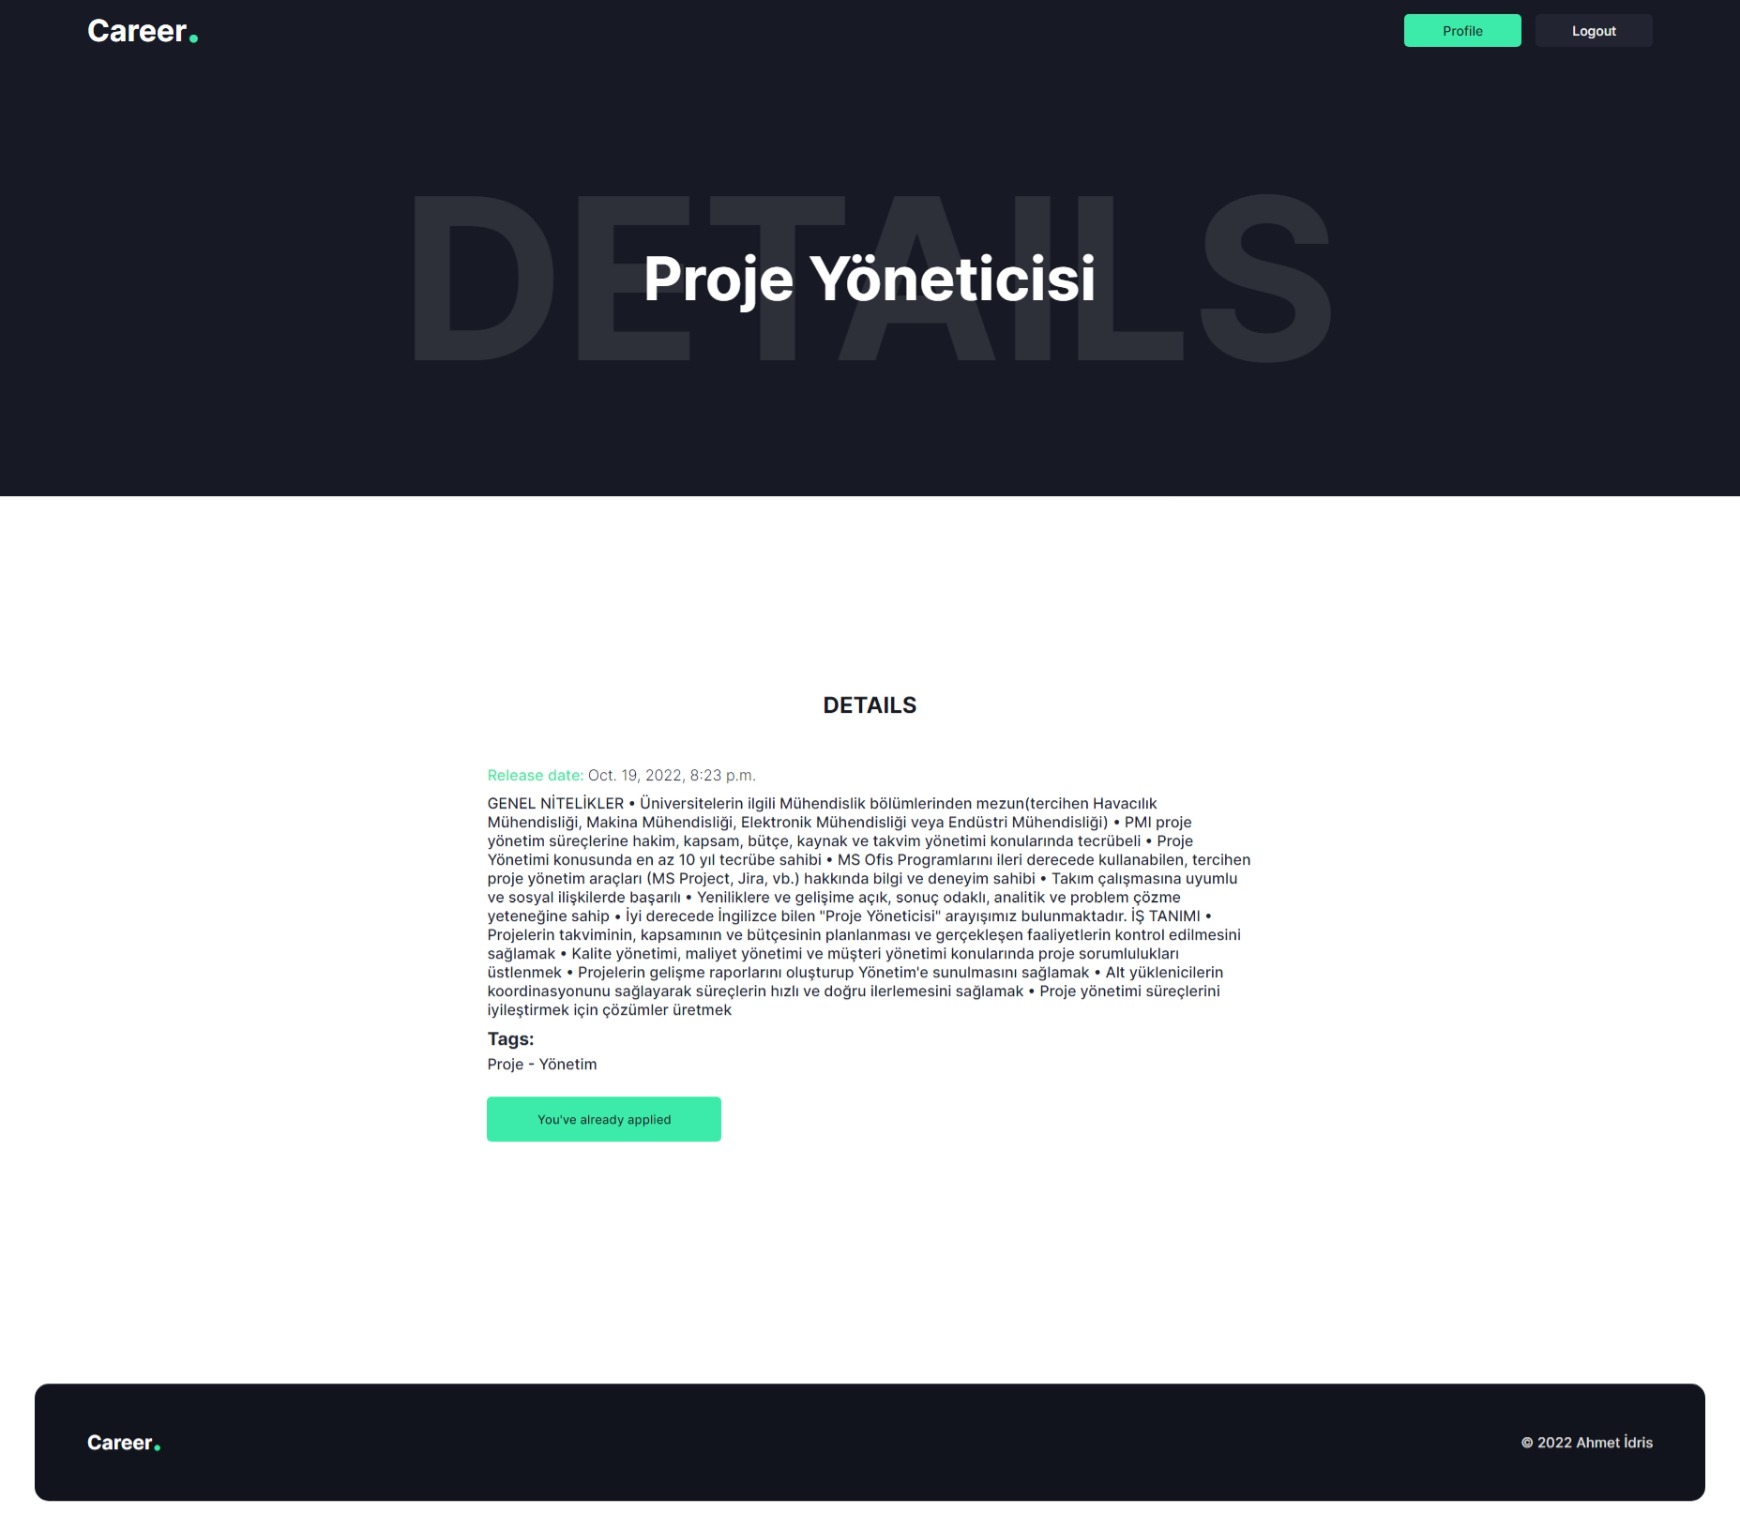 Career.
Profile
Logout
DETAILS
Proje Yöneticisi
DETAILS
Release date: Oct. 19, 2022, 8:23 p.m.
GENEL NİTELİKLER • Üniversitelerin ilgili Mühendislik bölümlerinden mezun(tercihen Havacılık
Mühendisliği, Makina Mühendisliği, Elektronik Mühendisliği veya Endüstri Mühendisliği) • PMI proje
yönetim süreçlerine hakim, kapsam, bütçe, kaynak ve takvim yönetimi konularında tecrübeli • Proje
Yönetimi konusunda en az 10 yıl tecrübe sahibi • MS Ofis Programlarını ileri derecede kullanabilen, tercihen
proje yönetim araçları (MS Project, Jira, vb.) hakkında bilgi ve deneyim sahibi • Takım çalışmasına uyumlu
ve sosyal ilişkilerde başarılı • Yeniliklere ve gelişime açık, sonuç odaklı, analitik ve problem çözme
yeteneğine sahip • İyi derecede İngilizce bilen "Proje Yöneticisi" arayışımız bulunmaktadır. İŞ TANIMI •
Projelerin takviminin, kapsamının ve bütçesinin planlanması ve gerçekleşen faaliyetlerin kontrol edilmesini
sağlamak • Kalite yönetimi, maliyet yönetimi ve müşteri yönetimi konularında proje sorumlulukları
üstlenmek • Projelerin gelişme raporlarını oluşturup Yönetim'e sunulmasını sağlamak • Alt yüklenicilerin
koordinasyonunu sağlayarak süreçlerin hızlı ve doğru ilerlemesini sağlamak • Proje yönetimi süreçlerini
iyileştirmek için çözümler üretmek
Tags:
Proje - Yönetim
You've already applied
Career.
© 2022 Ahmet İdris